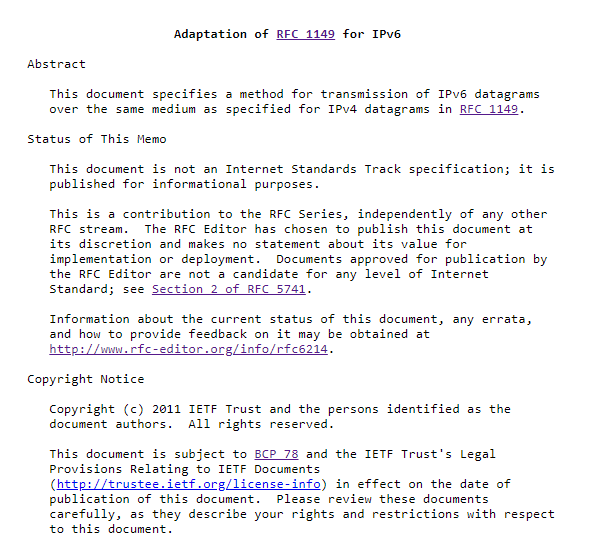 Adaptation of RFC 1149 for IPv6
Abstract
This document specifies a method for transmission of IPv6 datagrams
over the same medium as specified for IPv4 datagrams in RFC 1149.
Status of This Memo
This document is not an Internet Standards Track specification; it is
published for informational purposes.
This is a contribution to the RFC Series, independently of any other
RFC stream.  The RFC Editor has chosen to publish this document at
its discretion and makes no statement about its value for
implementation or deployment.  Documents approved for publication by
the RFC Editor are not a candidate for any level of Internet
Standard; see Section 2 of RFC 5741.
Information about the current status of this document, any errata,
and how to provide feedback on it may be obtained at
http://www.rfc-editor.org/info/rfc6214.
Copyright Notice
Copyright (c) 2011 IETF Trust and the persons identified as the
document authors.  All rights reserved.
This document is subject to BCP 78 and the IETF Trust's Legal
Provisions Relating to IETF Documents
(http://trustee.ietf.org/license-info) in effect on the date of
publication of this document.  Please review these documents
carefully, as they describe your rights and restrictions with respect
to this document.